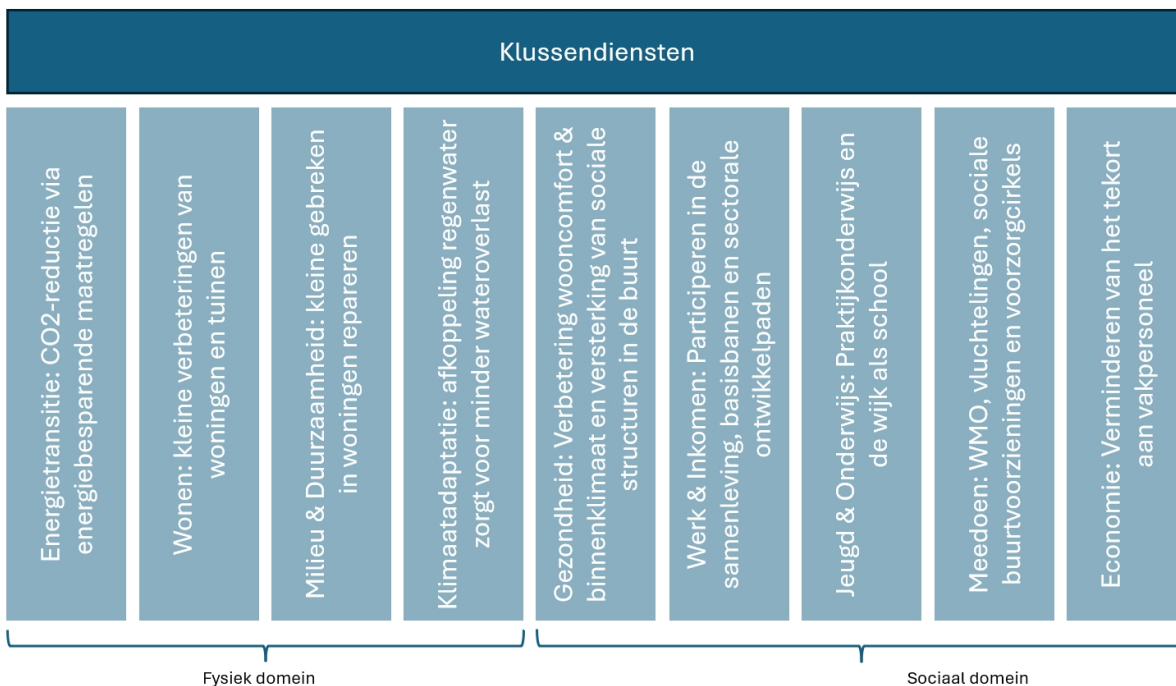 Klussendiensten
Energietransitie: CO2-reductie via
energiebesparende maatregelen
Wonen: kleine verbeteringen van
woningen en tuinen
Milieu & Duurzaamheid: kleine gebreken
in woningen repareren
Klimaatadaptatie: afkoppeling regenwater
zorgt voor minder wateroverlast
Gezondheid: Verbetering wooncomfort &
binnenklimaat en versterking van sociale
structuren in de buurt
Werk & Inkomen: Participeren in de
samenleving, basisbanen en sectorale
ontwikkelpaden
Jeugd & Onderwijs: Praktijkonderwijs en
de wijk als school
Meedoen: WMO, vluchtelingen, sociale
buurtvoorzieningen en voorzorgcirkels
Economie: Verminderen van het tekort
aan vakpersoneel
Fysiek domein
Sociaal domein